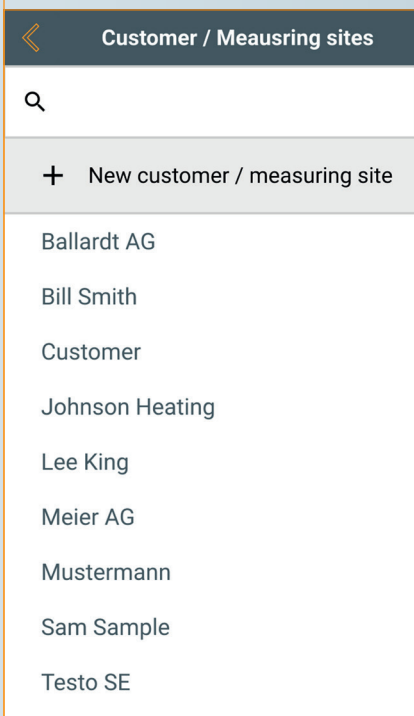 Customer / Meausring sites
+ New customer / measuring site
Ballardt AG
Bill Smith
Customer
Johnson Heating
Lee King
Meier AG
Mustermann
Sam Sample
Testo SE